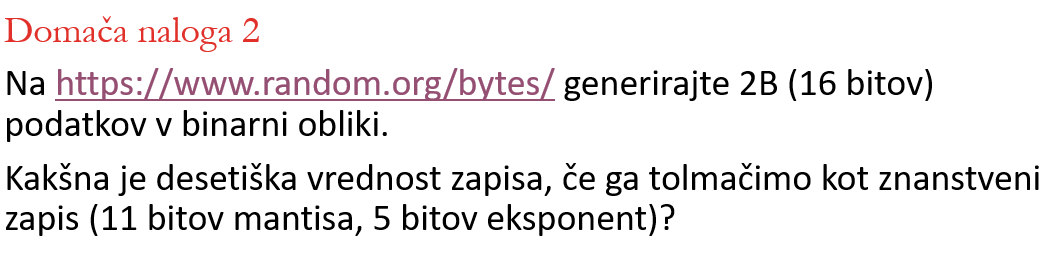 Domača naloga 2
Na https://www.random.org/bytes/ generirajte 2B (16 bitov)
podatkov v binarni obliki.
Kakšna je desetiška vrednost zapisa, če ga tolmačimo kot znanstveni
zapis (11 bitov mantisa, 5 bitov eksponent)?